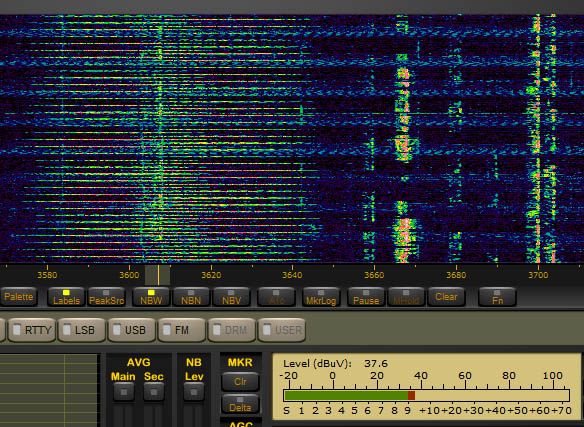 3580 3600 3620 3640 3660 3680 3700
Palette Labels PeakSrc NBW NBN NBV Afc MkrLog Pause MHold Clear Fn
RTTY LSB USB FM DRM USER
AVG NB MKR
Main Sec Lev Clr
Delta
AGC
Level (dBuV): 37.6
-20 0 20 40 60 80 100
S 1 2 3 4 5 6 7 8 9 +10+20+30+40+50+60+70